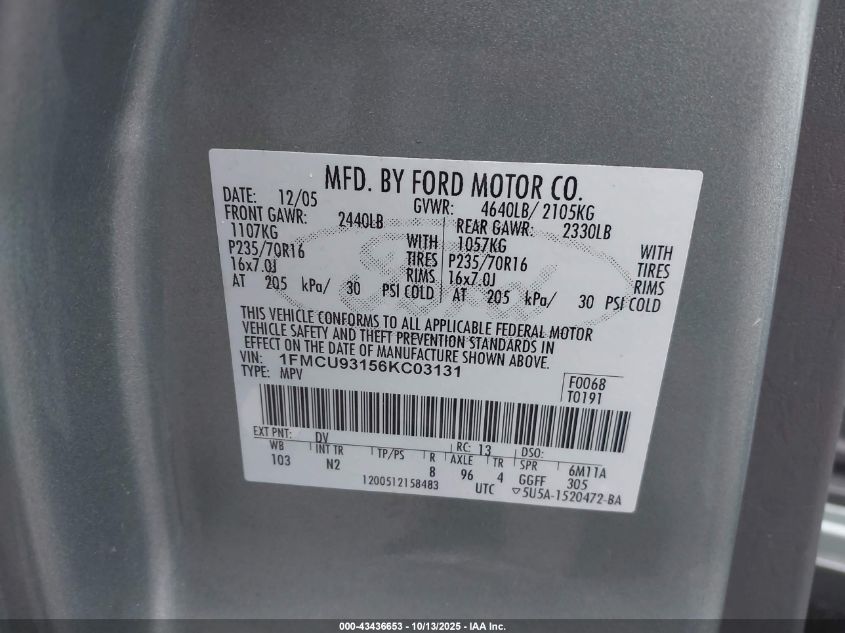 MFD. BY FORD MOTOR CO.
DATE: 12/05 GVWR: 4640LB/ 2105KG
FRONT GAWR: 2440LB REAR GAWR: 2330LB
1107KG WITH 1057KG WITH
P235/70R16 TIRES P235/70R16 TIRES
16x7.0J RIMS 16x7.0J RIMS
AT 205 kPa/ 30 PSI COLD AT 205 kPa/ 30 PSI COLD
THIS VEHICLE CONFORMS TO ALL APPLICABLE FEDERAL MOTOR
VEHICLE SAFETY AND THEFT PREVENTION STANDARDS IN
EFFECT ON THE DATE OF MANUFACTURE SHOWN ABOVE.
VIN: 1FMCU93156KC03131
TYPE: MPV
F0068
T0191
EXT PNT: DV RC: 13 DSO:
WB INT TR TP/PS R AXLE TR SPR 6M11A
103 N2 8 96 4 GGFF 305
1200512158483 UTC ▽5U5A-1520472-BA
000-43436653 - 10/13/2025 - IAA Inc.